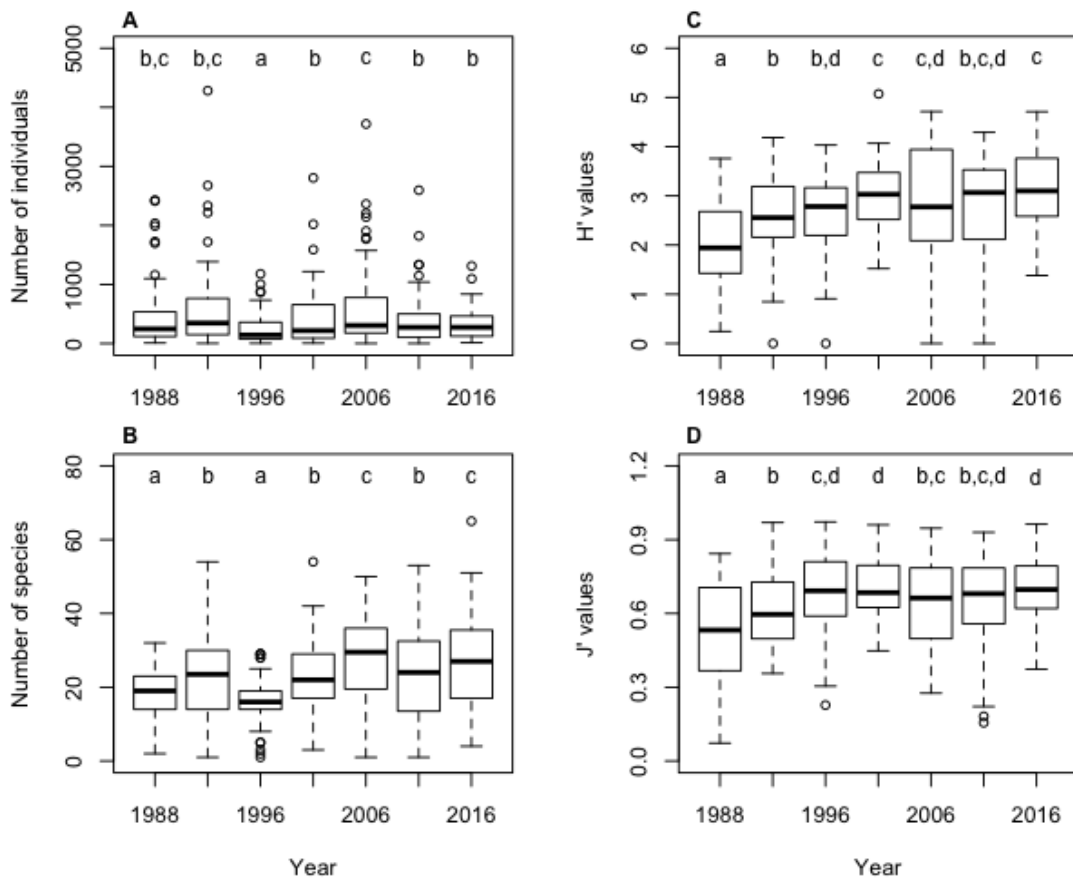 A
Number of individuals
5000
3000
1000
0
b,c b,c a b c b b
1988 1996 2006 2016
B
Number of species
80
60
40
20
0
a b a b c b c
1988 1996 2006 2016
Year
C
H' values
6
5
4
3
2
1
0
a b b,d c c,d b,c,d c
1988 1996 2006 2016
D
J' values
1.2
0.9
0.6
0.3
0.0
a b c,d d b,c b,c,d d
1988 1996 2006 2016
Year